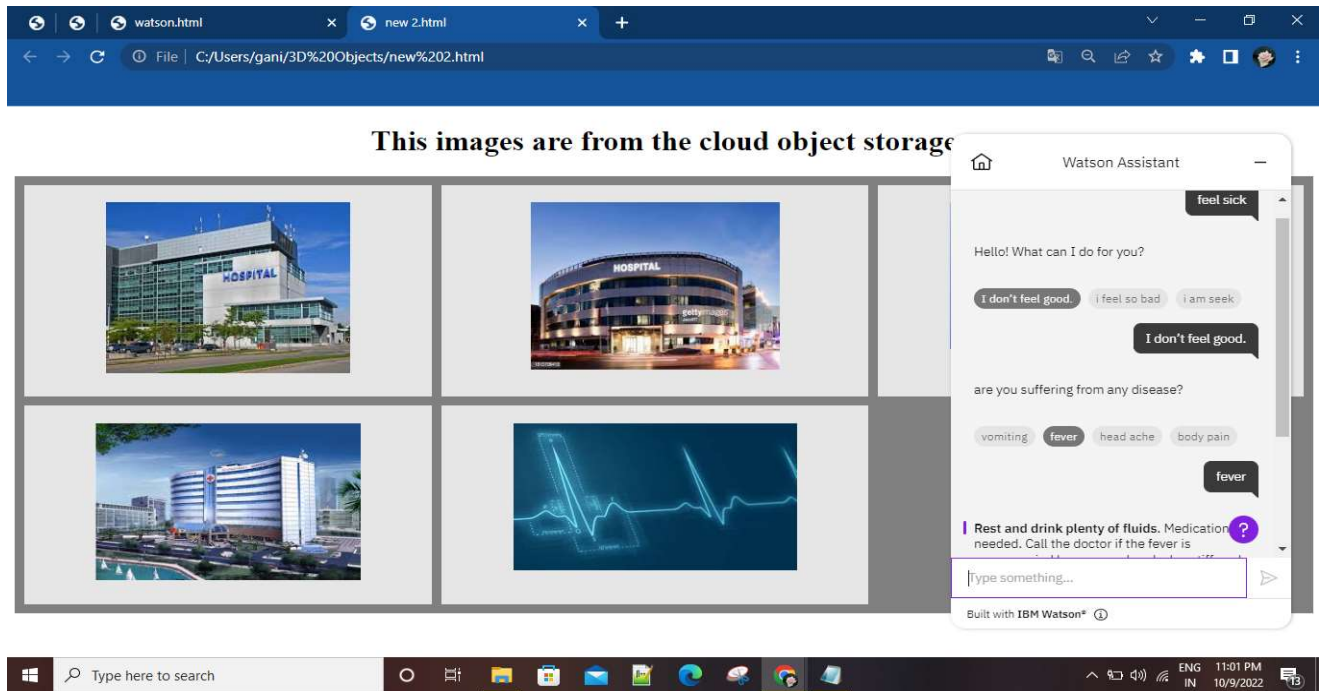 watson.html
new 2.html
File
C:/Users/gani/3D%20Objects/new%202.html
This images are from the cloud object storage
HOSPITAL
HOSPITAL
gettyimages
Watson Assistant
feel sick
Hello! What can I do for you?
I don't feel good.
i feel so bad
i am seek
I don't feel good.
are you suffering from any disease?
vomiting
fever
head ache
body pain
fever
Rest and drink plenty of fluids. Medication
needed. Call the doctor if the fever is
?
Type something...
Built with IBM Watson®
Type here to search
ENG
IN
11:01 PM
10/9/2022
13